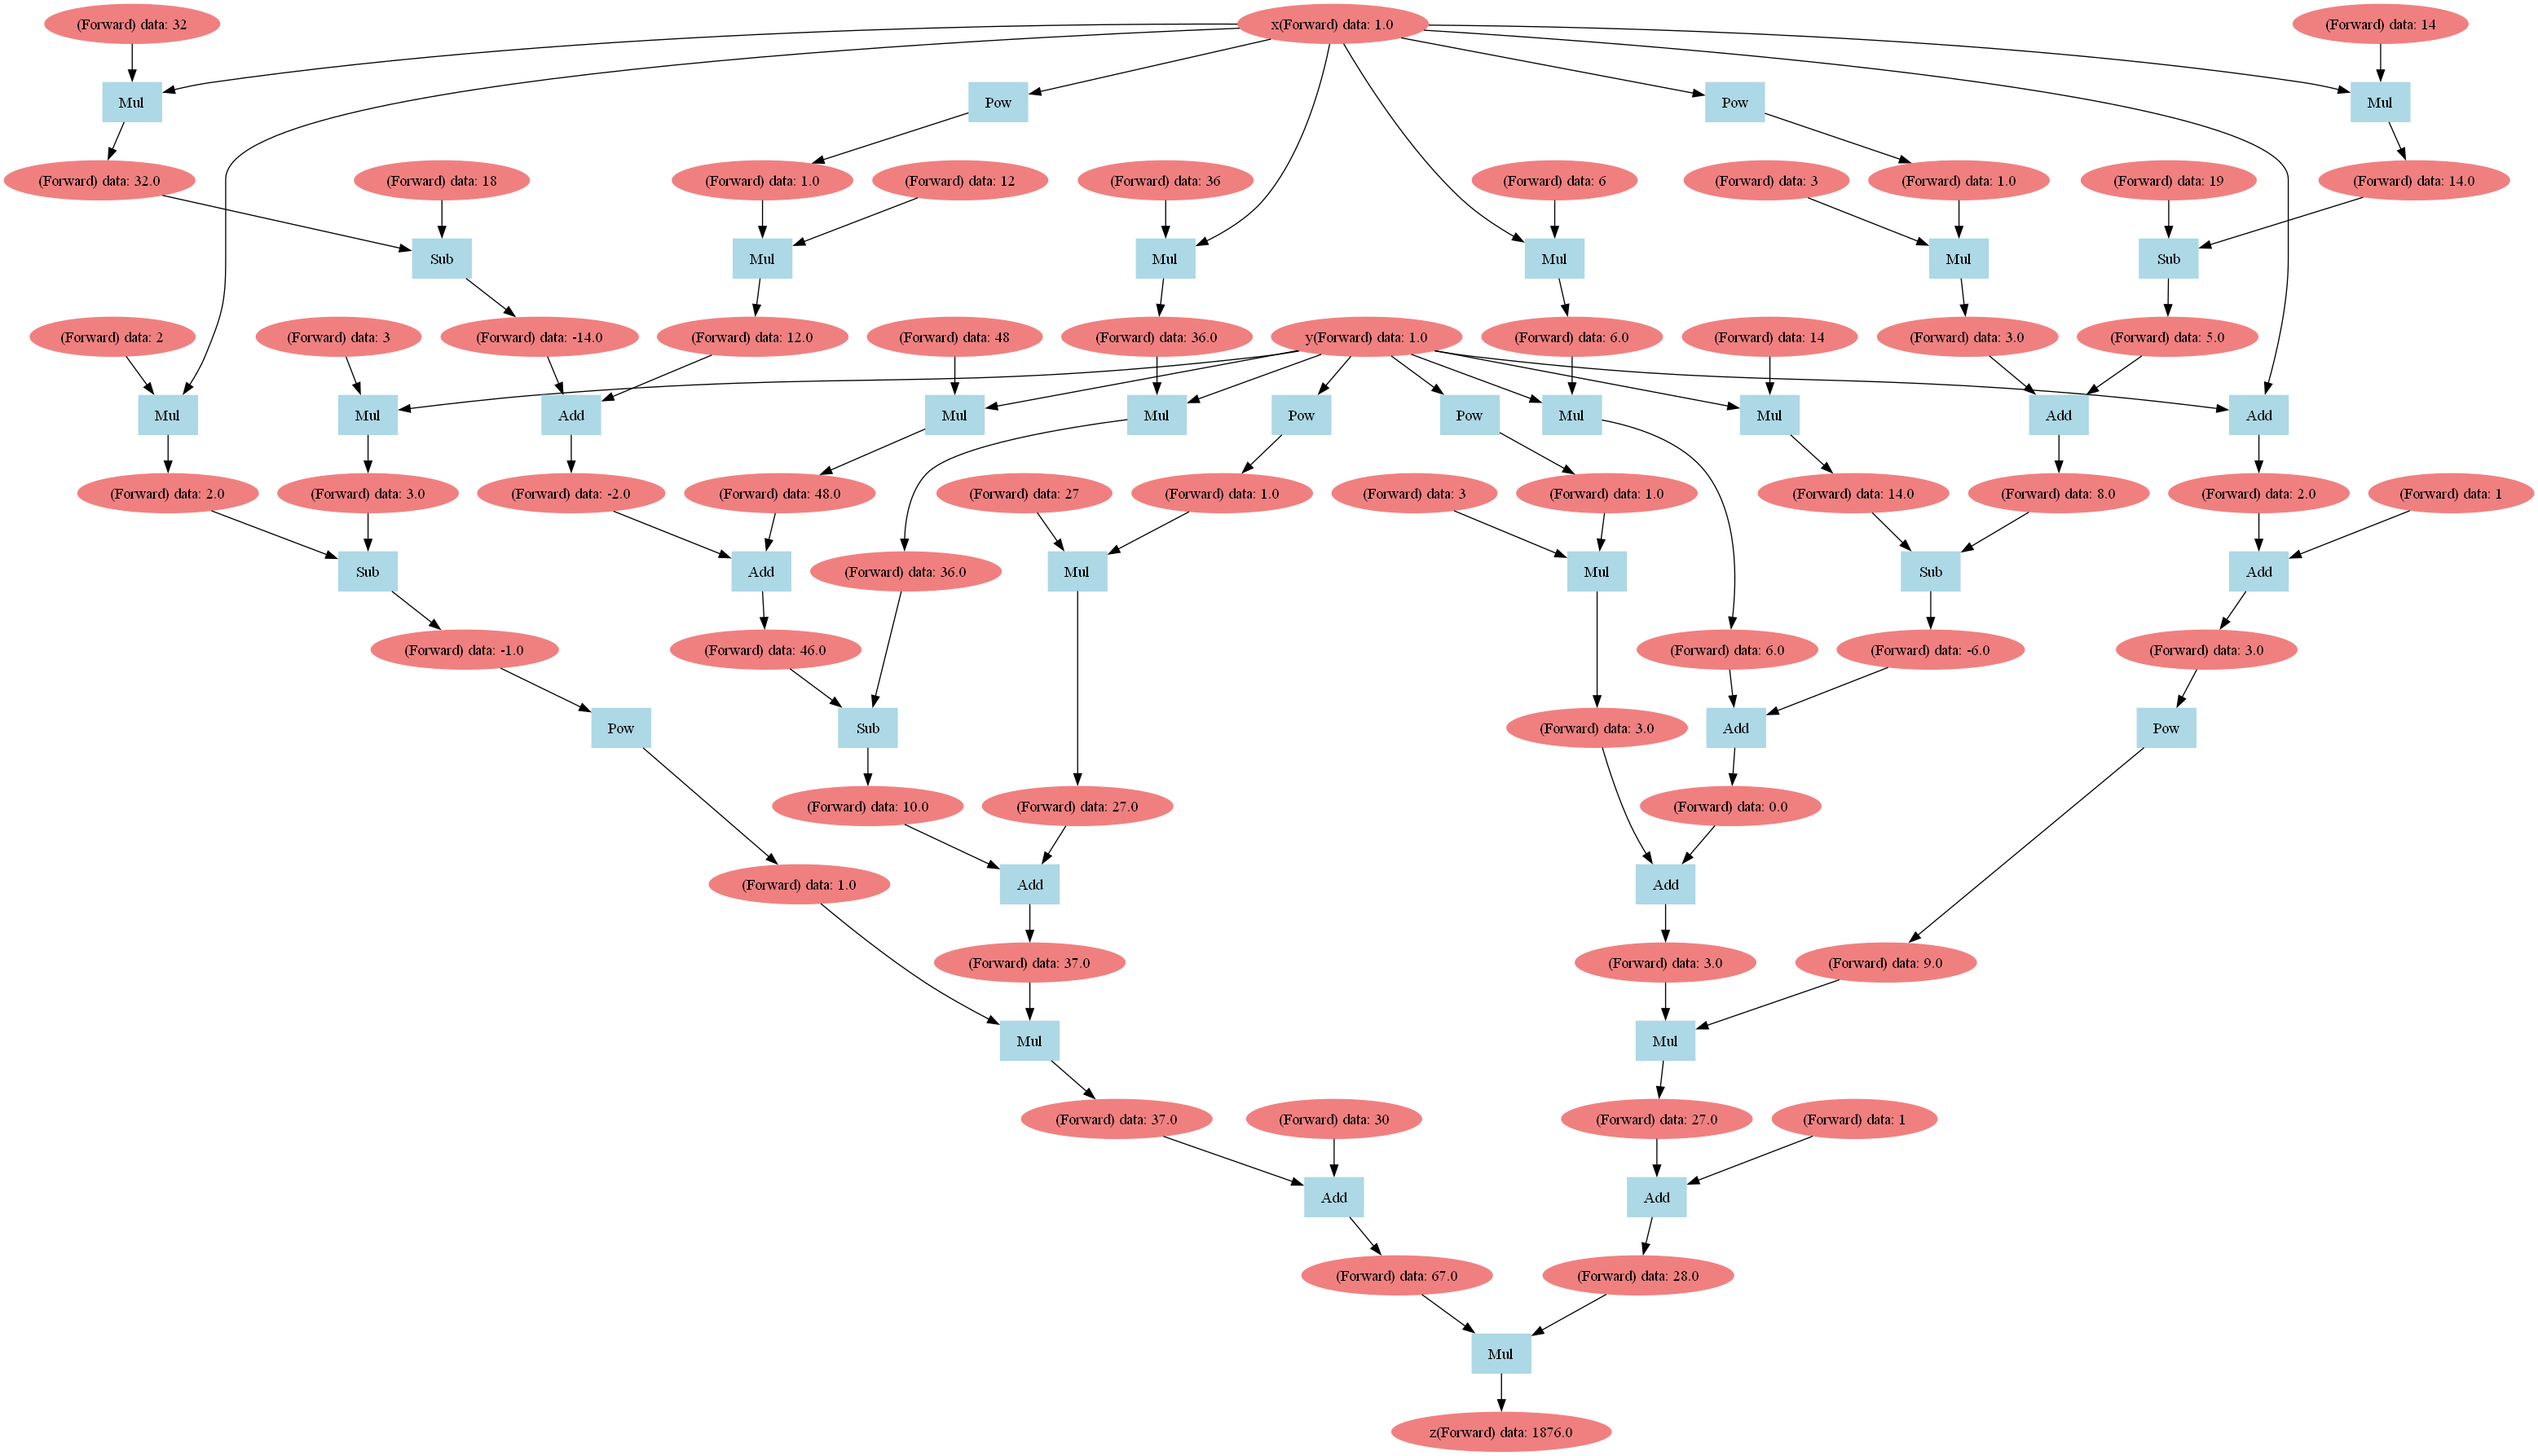 (Forward) data: 32
x(Forward) data: 1.0
(Forward) data: 14
Mul
Pow
Pow
Mul
(Forward) data: 32.0
(Forward) data: 18
(Forward) data: 1.0
(Forward) data: 12
(Forward) data: 36
(Forward) data: 6
(Forward) data: 3
(Forward) data: 1.0
(Forward) data: 19
(Forward) data: 14.0
Sub
Mul
Mul
Mul
Mul
Sub
(Forward) data: 2
(Forward) data: 3
(Forward) data: -14.0
(Forward) data: 12.0
(Forward) data: 48
(Forward) data: 36.0
y(Forward) data: 1.0
(Forward) data: 6.0
(Forward) data: 14
(Forward) data: 3.0
(Forward) data: 5.0
Mul
Mul
Add
Mul
Mul
Pow
Pow
Mul
Mul
Add
Add
(Forward) data: 2.0
(Forward) data: 3.0
(Forward) data: -2.0
(Forward) data: 48.0
(Forward) data: 27
(Forward) data: 1.0
(Forward) data: 3
(Forward) data: 1.0
(Forward) data: 14.0
(Forward) data: 8.0
(Forward) data: 2.0
(Forward) data: 1
Sub
Add
(Forward) data: 36.0
Mul
Mul
Sub
Add
(Forward) data: -1.0
(Forward) data: 46.0
(Forward) data: 6.0
(Forward) data: -6.0
(Forward) data: 3.0
Pow
Sub
(Forward) data: 3.0
Add
Pow
(Forward) data: 10.0
(Forward) data: 27.0
(Forward) data: 0.0
(Forward) data: 1.0
Add
Add
(Forward) data: 37.0
(Forward) data: 3.0
(Forward) data: 9.0
Mul
Mul
(Forward) data: 37.0
(Forward) data: 30
(Forward) data: 27.0
(Forward) data: 1
Add
Add
(Forward) data: 67.0
(Forward) data: 28.0
Mul
z(Forward) data: 1876.0